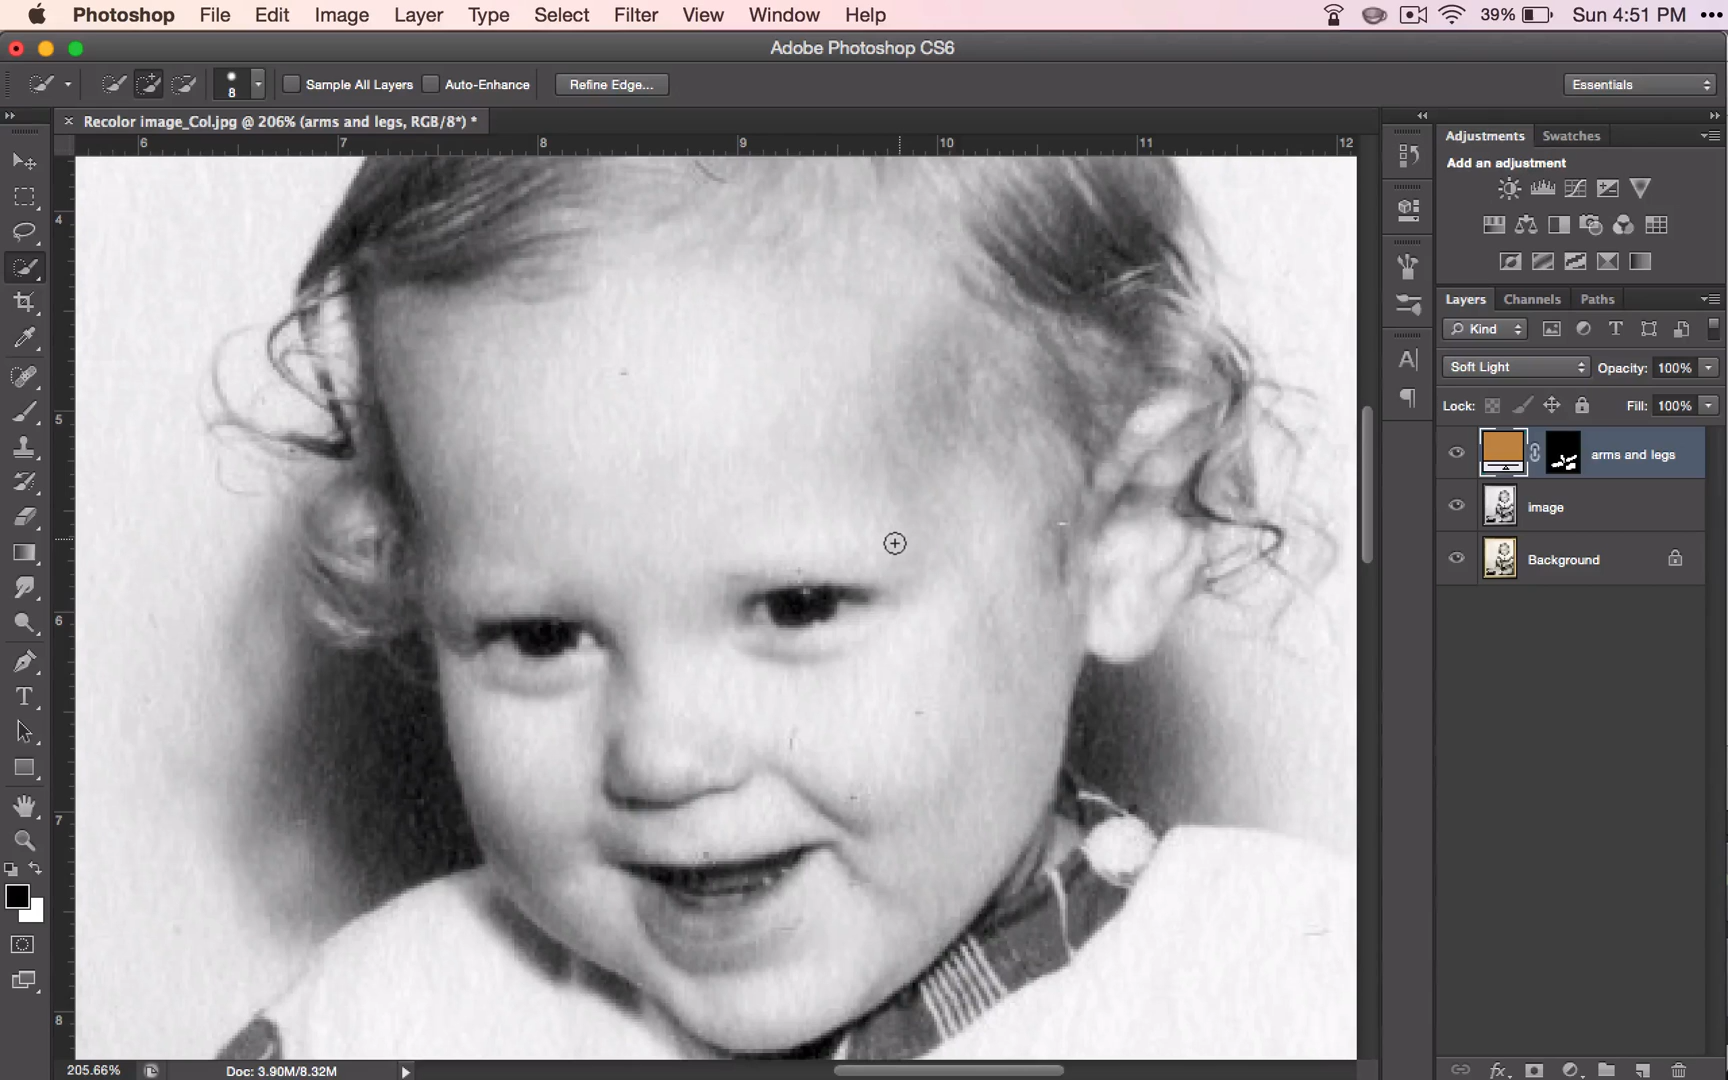 Photoshop File Edit Image Layer Type Select Filter View Window Help 39% Sun 4:51 PM
Adobe Photoshop CS6
8 Sample All Layers Auto-Enhance Refine Edge... Essentials
× Recolor image_Col.jpg @ 206% (arms and legs, RGB/8*) *
6 7 8 9 10 11 12
Adjustments Swatches
Add an adjustment
Layers Channels Paths
Kind
Soft Light Opacity: 100%
Lock: Fill: 100%
arms and legs
image
Background
4
5
6
7
8
205.66% Doc: 3.90M/8.32M